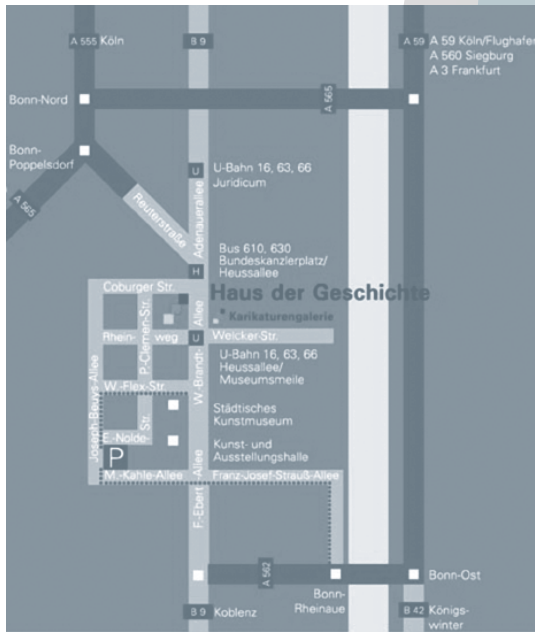 A 555 Köln
B 9
A 59 A 59 Köln/Flughafe
A 560 Siegburg
A 3 Frankfurt
Bonn-Nord
A 565
Bonn-
Poppelsdorf
A 565
Reuterstraße
Adenauerallee
U
U-Bahn 16, 63, 66
Juridicum
Bus 610, 630
Bundeskanzlerplatz/
Heussallee
H
Coburger Str.
Haus der Geschichte
Karikaturengalerie
Allee
P.-Clemen-Str.
Rhein-
weg
U
Welcker-Str.
U-Bahn 16, 63, 66
Heussallee/
Museumsmeile
W.-Brandt-
Joseph-Beuys-Allee
W.-Flex-Str.
Städtisches
Kunstmuseum
Str.
E.-Nolde-
Kunst- und
Ausstellungshalle
P
M.-Kahle-Allee
Allee
Franz-Josef-Strauß-Allee
F.-Ebert-
A 562
Bonn-Ost
Bonn-
Rheinaue
B 9 Koblenz
B 42 Königs-
winter